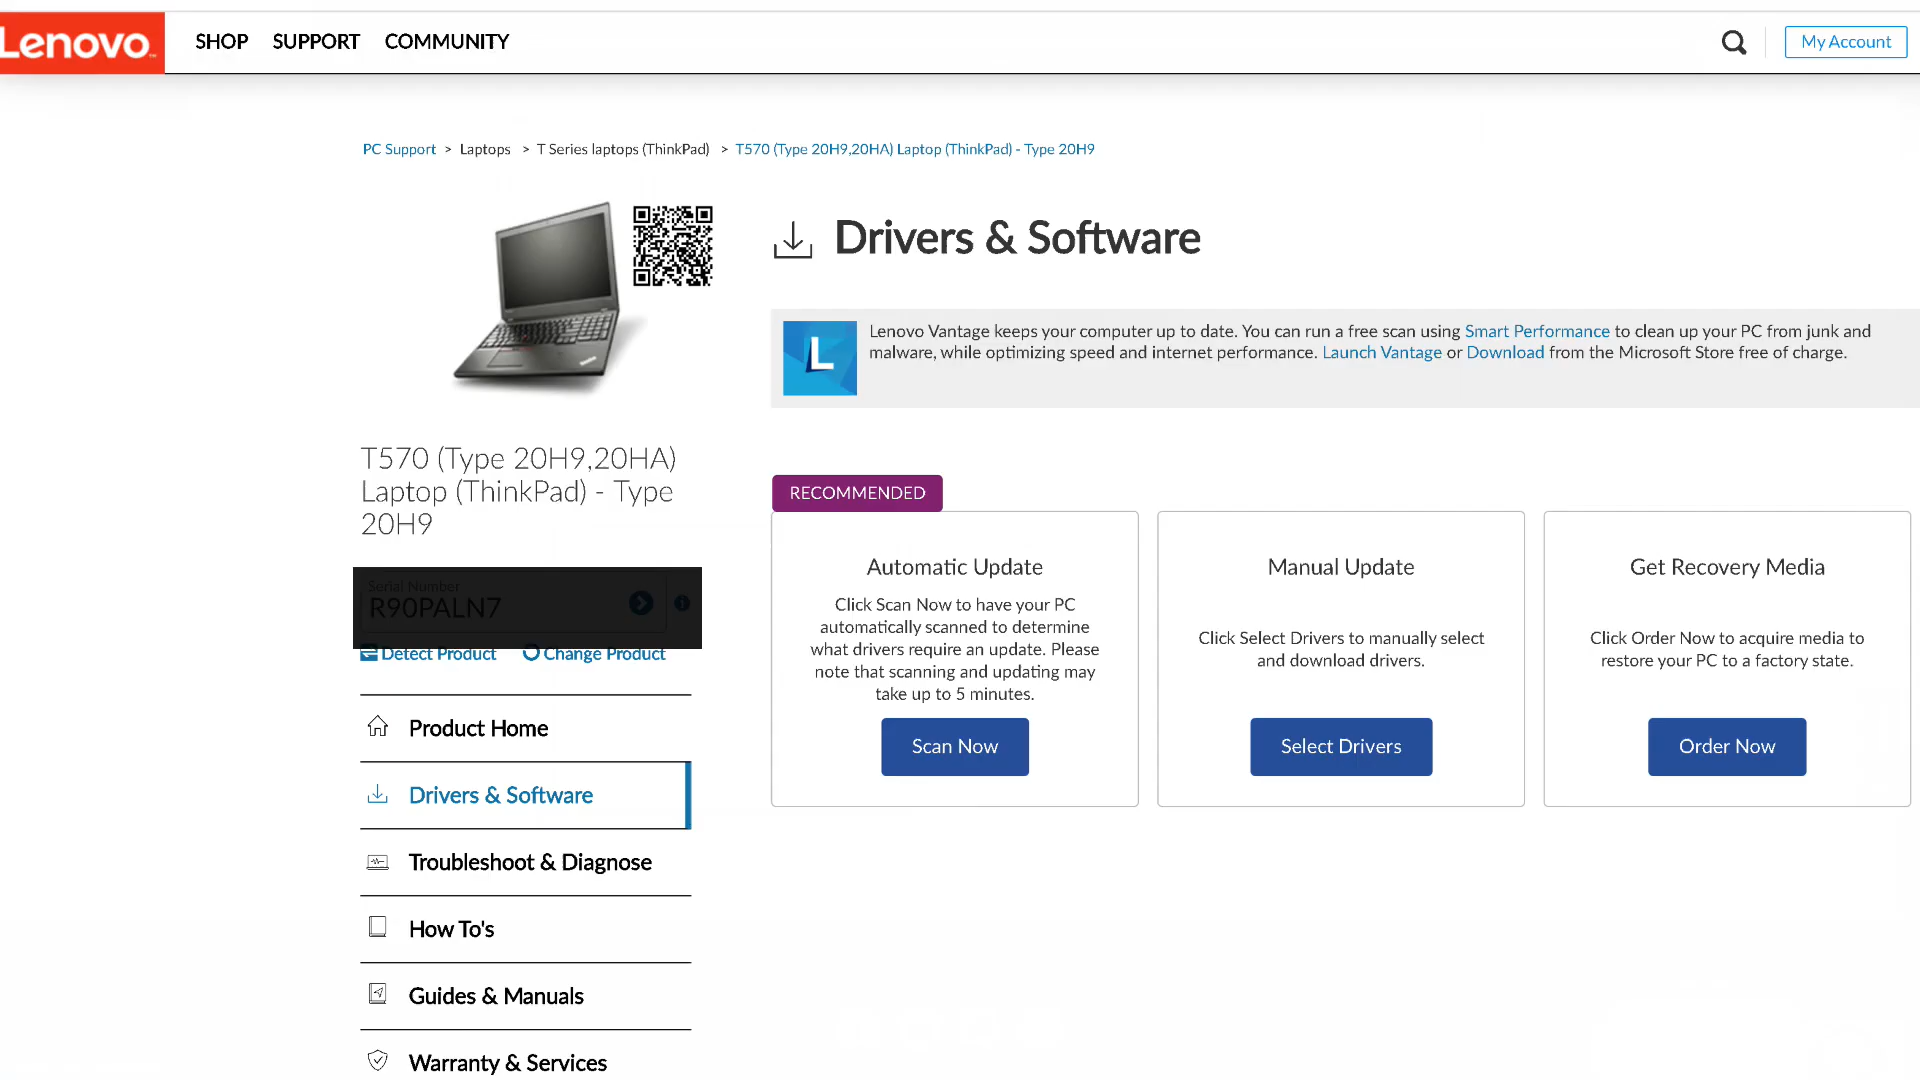 Lenovo
SHOP SUPPORT COMMUNITY
My Account
PC Support > Laptops > T Series laptops (ThinkPad) > T570 (Type 20H9,20HA) Laptop (ThinkPad) - Type 20H9
Drivers & Software
Lenovo Vantage keeps your computer up to date. You can run a free scan using Smart Performance to clean up your PC from junk and
malware, while optimizing speed and internet performance. Launch Vantage or Download from the Microsoft Store free of charge.
T570 (Type 20H9,20HA)
Laptop (ThinkPad) - Type
20H9
Serial Number
R90PALN7
Detect Product Change Product
Product Home
Drivers & Software
Troubleshoot & Diagnose
How To's
Guides & Manuals
Warranty & Services
RECOMMENDED
Automatic Update
Click Scan Now to have your PC
automatically scanned to determine
what drivers require an update. Please
note that scanning and updating may
take up to 5 minutes.
Scan Now
Manual Update
Click Select Drivers to manually select
and download drivers.
Select Drivers
Get Recovery Media
Click Order Now to acquire media to
restore your PC to a factory state.
Order Now